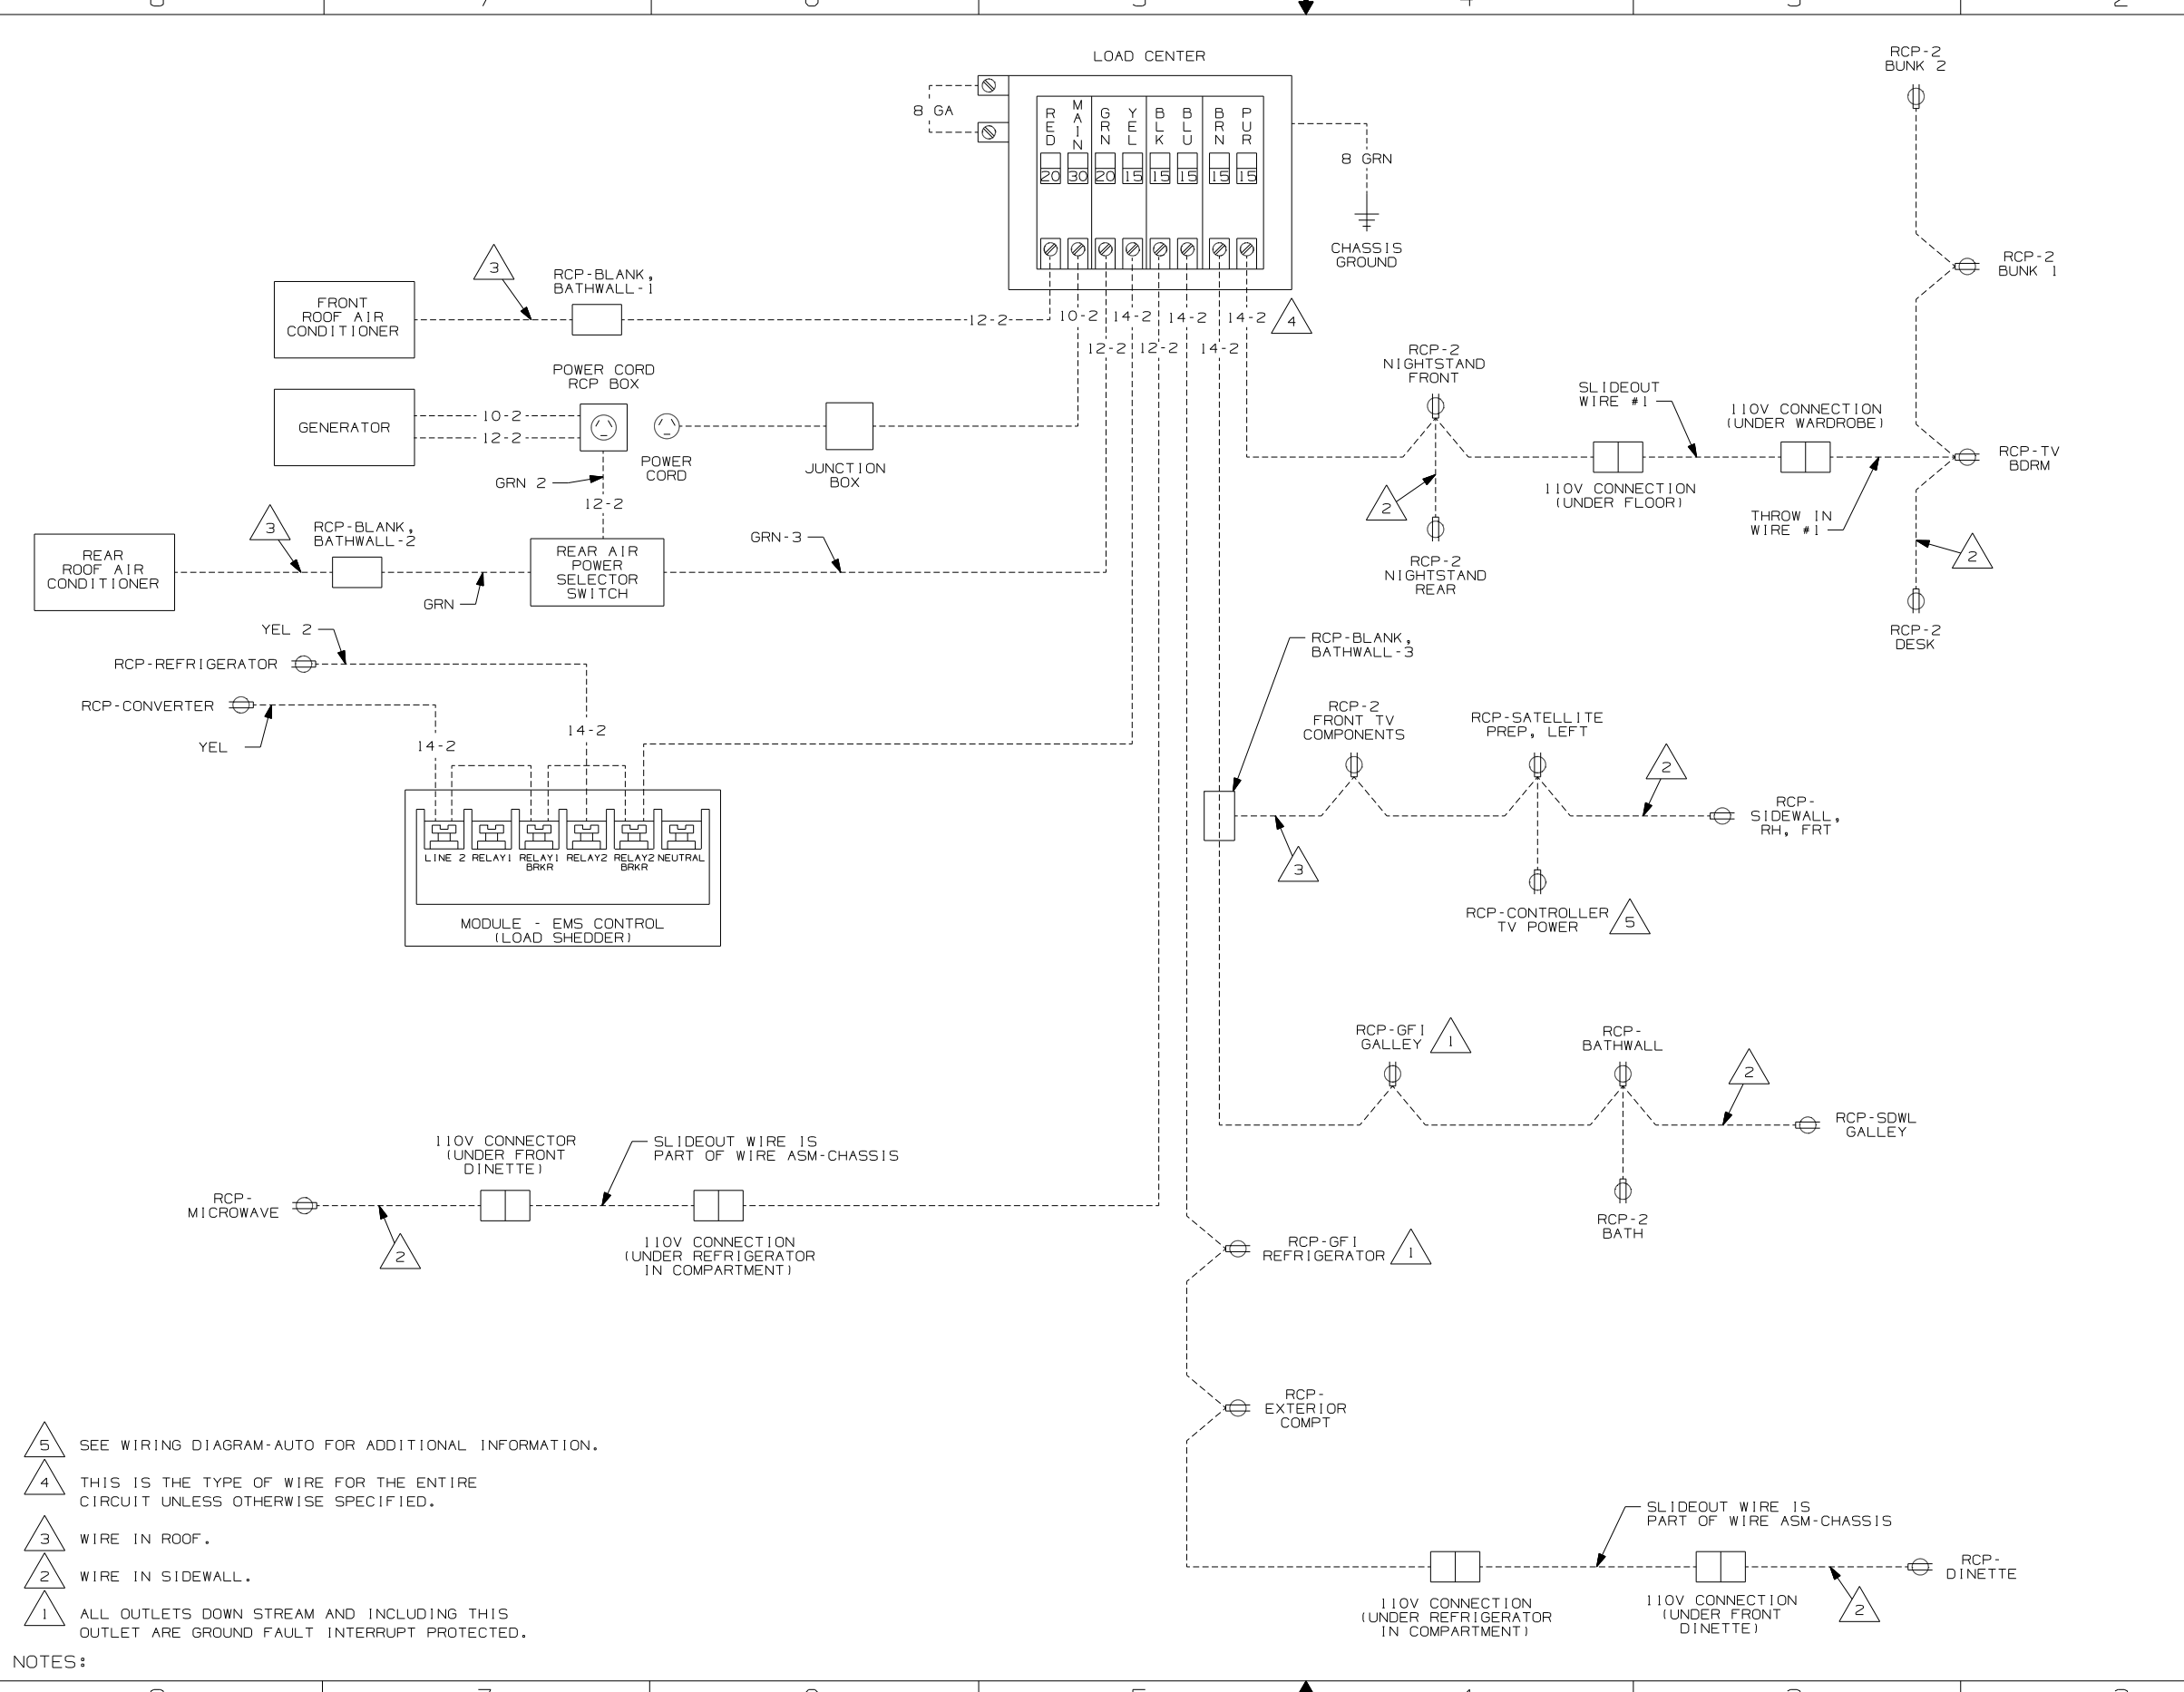 LOAD CENTER
8 GA
RED
MAIN
GRN
YEL
BLK
BLU
BRN
PUR
20
30
20
15
15
15
15
15
8 GRN
CHASSIS
GROUND
RCP-2
BUNK 2
RCP-2
BUNK 1
3
RCP-BLANK,
BATHWALL-1
FRONT
ROOF AIR
CONDITIONER
12-2
10-2
14-2
14-2
14-2
4
12-2
12-2
14-2
POWER CORD
RCP BOX
GENERATOR
10-2
12-2
POWER
CORD
JUNCTION
BOX
GRN 2
12-2
RCP-2
NIGHTSTAND
FRONT
SLIDEOUT
WIRE #1
110V CONNECTION
(UNDER WARDROBE)
RCP-TV
BDRM
110V CONNECTION
(UNDER FLOOR)
2
THROW IN
WIRE #1
RCP-2
NIGHTSTAND
REAR
2
RCP-2
DESK
3
RCP-BLANK,
BATHWALL-2
REAR
ROOF AIR
CONDITIONER
REAR AIR
POWER
SELECTOR
SWITCH
GRN-3
GRN
YEL 2
RCP-REFRIGERATOR
RCP-CONVERTER
YEL
14-2
14-2
LINE 2
RELAY1
RELAY1
BRKR
RELAY2
RELAY2
BRKR
NEUTRAL
MODULE - EMS CONTROL
(LOAD SHEDDER)
RCP-BLANK,
BATHWALL-3
RCP-2
FRONT TV
COMPONENTS
RCP-SATELLITE
PREP, LEFT
2
RCP-
SIDEWALL,
RH, FRT
3
RCP-CONTROLLER
TV POWER
5
RCP-GFI
GALLEY
1
RCP-
BATHWALL
2
RCP-SDWL
GALLEY
RCP-2
BATH
110V CONNECTOR
(UNDER FRONT
DINETTE)
SLIDEOUT WIRE IS
PART OF WIRE ASM-CHASSIS
RCP-
MICROWAVE
2
110V CONNECTION
(UNDER REFRIGERATOR
IN COMPARTMENT)
RCP-GFI
REFRIGERATOR
1
RCP-
EXTERIOR
COMPT
SLIDEOUT WIRE IS
PART OF WIRE ASM-CHASSIS
RCP-
DINETTE
110V CONNECTION
(UNDER REFRIGERATOR
IN COMPARTMENT)
110V CONNECTION
(UNDER FRONT
DINETTE)
2
5 SEE WIRING DIAGRAM-AUTO FOR ADDITIONAL INFORMATION.
4 THIS IS THE TYPE OF WIRE FOR THE ENTIRE
CIRCUIT UNLESS OTHERWISE SPECIFIED.
3 WIRE IN ROOF.
2 WIRE IN SIDEWALL.
1 ALL OUTLETS DOWN STREAM AND INCLUDING THIS
OUTLET ARE GROUND FAULT INTERRUPT PROTECTED.
NOTES: